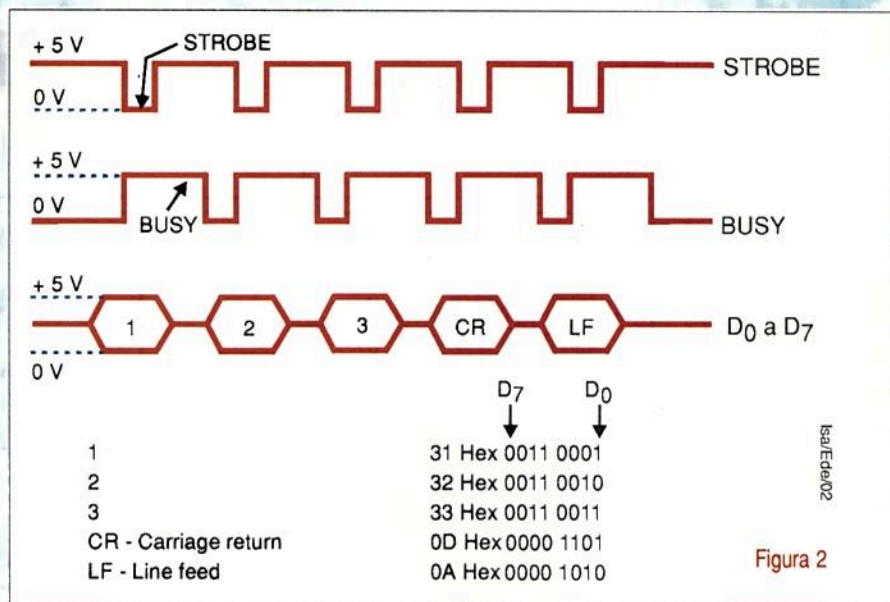 + 5 V
STROBE
STROBE
0 V
+ 5 V
0 V
BUSY
BUSY
+ 5 V
1 2 3 CR LF
D0 a D7
0 V
D7 D0
1 31 Hex 0011 0001
2 32 Hex 0011 0010
3 33 Hex 0011 0011
CR - Carriage return 0D Hex 0000 1101
LF - Line feed 0A Hex 0000 1010
Isa/Ede/02
Figura 2